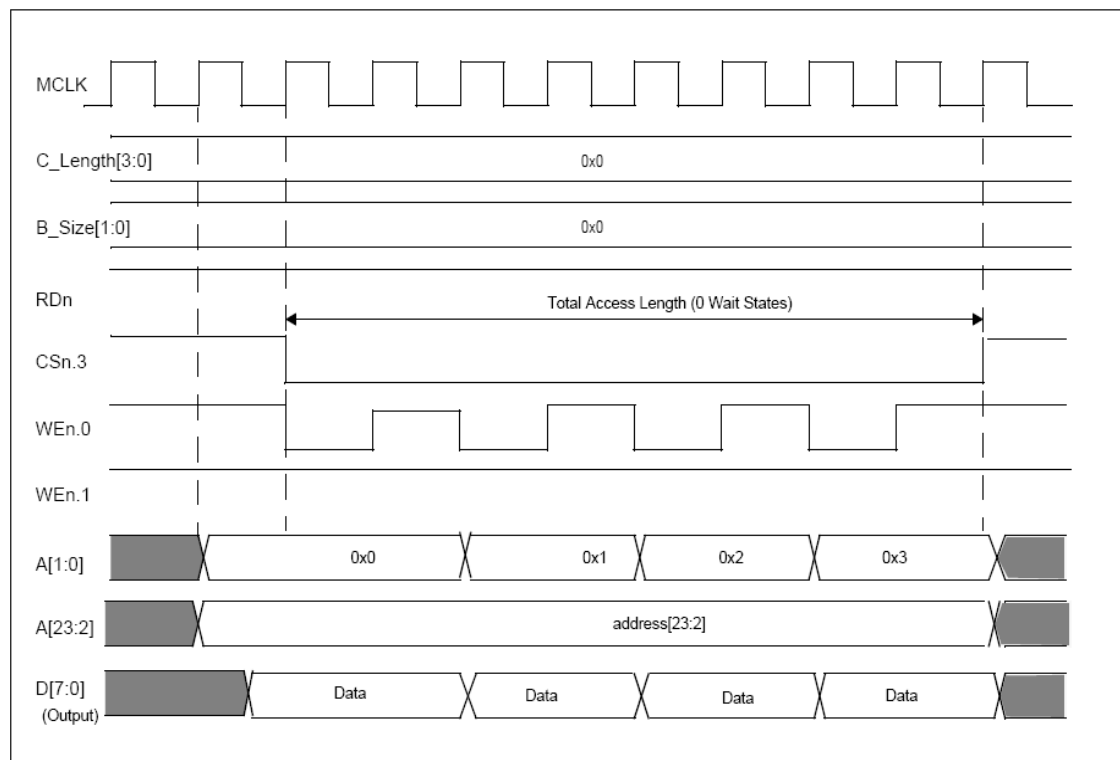 MCLK
C_Length[3:0]
0x0
B_Size[1:0]
0x0
RDn
Total Access Length (0 Wait States)
CSn.3
WEn.0
WEn.1
A[1:0]
0x0
0x1
0x2
0x3
A[23:2]
address[23:2]
D[7:0]
(Output)
Data
Data
Data
Data